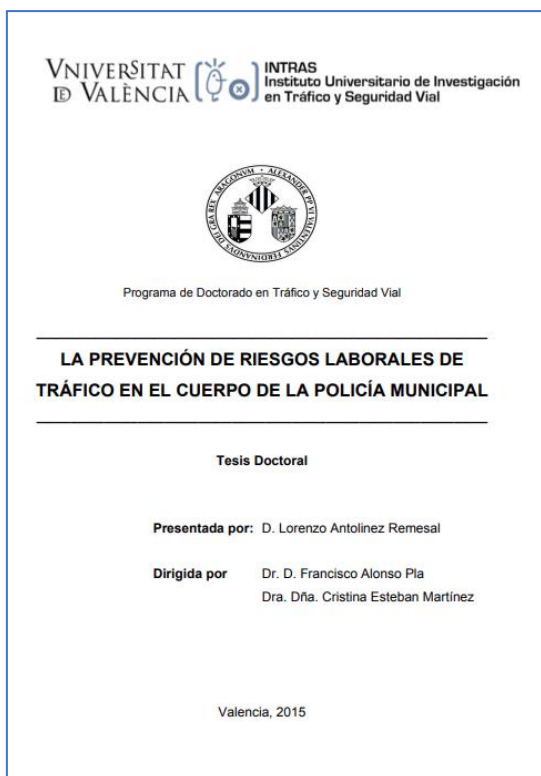 VNIVERSITAT
D VALÈNCIA
INTRAS
Instituto Universitario de Investigación
en Tráfico y Seguridad Vial
Programa de Doctorado en Tráfico y Seguridad Vial
LA PREVENCIÓN DE RIESGOS LABORALES DE
TRÁFICO EN EL CUERPO DE LA POLICÍA MUNICIPAL
Tesis Doctoral
Presentada por: D. Lorenzo Antolinez Remesal
Dirigida por Dr. D. Francisco Alonso Pla
Dra. Dña. Cristina Esteban Martínez
Valencia, 2015